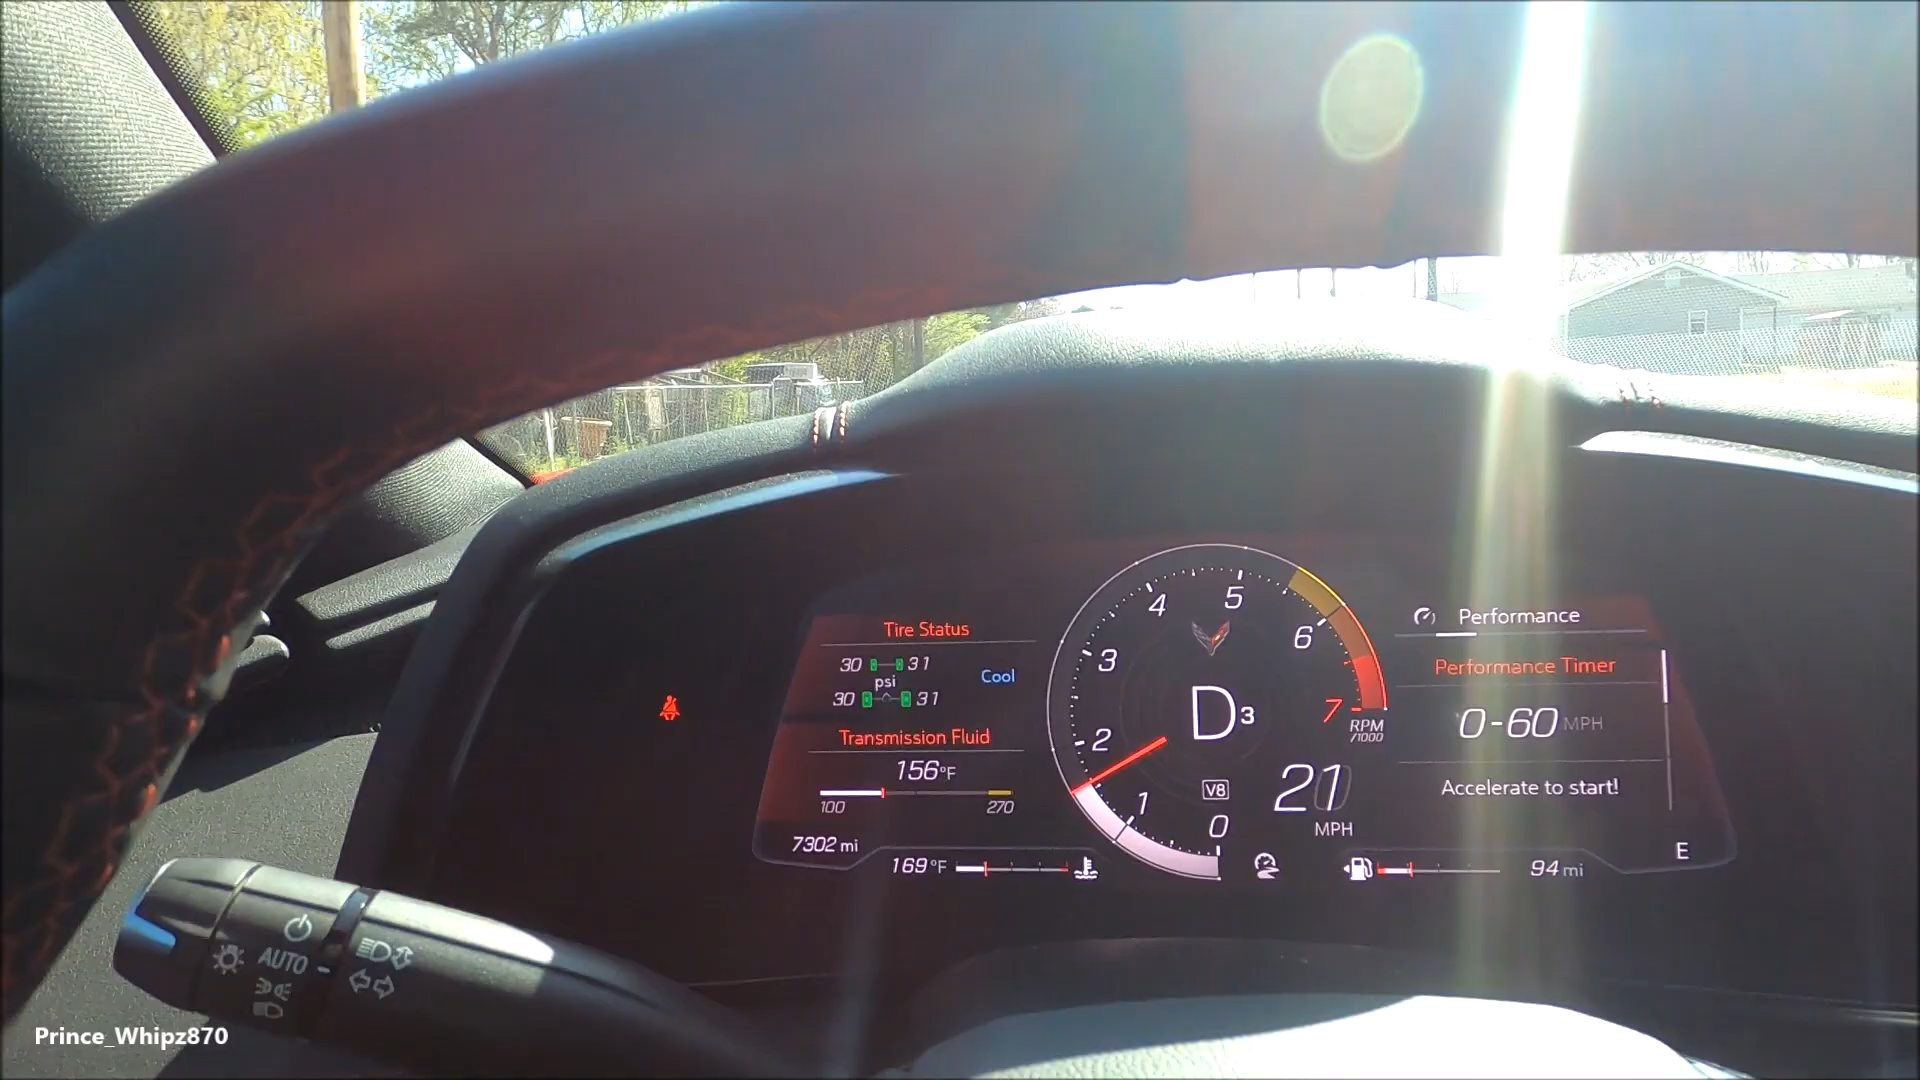 Tire Status
30 31
psi
Cool
30 31
Transmission Fluid
156°F
100 270
7302 mi
169°F
0
1
2
3
4
5
6
7
RPM
/1000
D3
V8
21
MPH
Performance
Performance Timer
0-60 MPH
Accelerate to start!
E
94 mi
AUTO
Prince_Whipz870